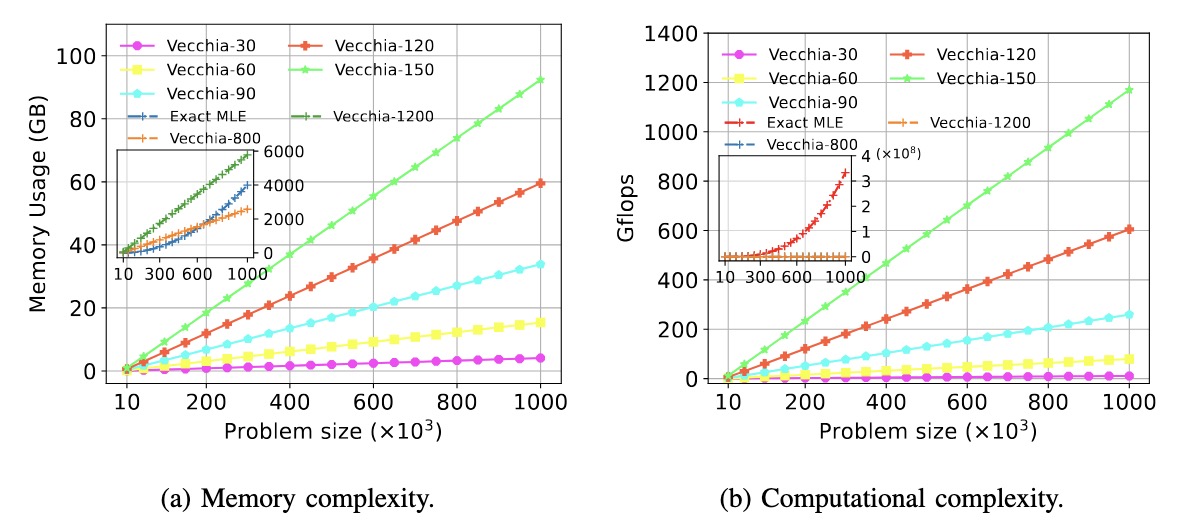 Vecchia-30
Vecchia-60
Vecchia-90
Exact MLE
Vecchia-800
Vecchia-120
Vecchia-150
Vecchia-1200
Memory Usage (GB)
100
80
60
40
20
0
6000
4000
2000
0
10 300 600 1000
10 200 400 600 800 1000
Problem size (×10³)
(a) Memory complexity.
Vecchia-30
Vecchia-60
Vecchia-90
Exact MLE
Vecchia-800
Vecchia-120
Vecchia-150
Vecchia-1200
Gflops
1400
1200
1000
800
600
400
200
0
4 (×10⁸)
3
2
1
0
10 300 600 1000
10 200 400 600 800 1000
Problem size (×10³)
(b) Computational complexity.